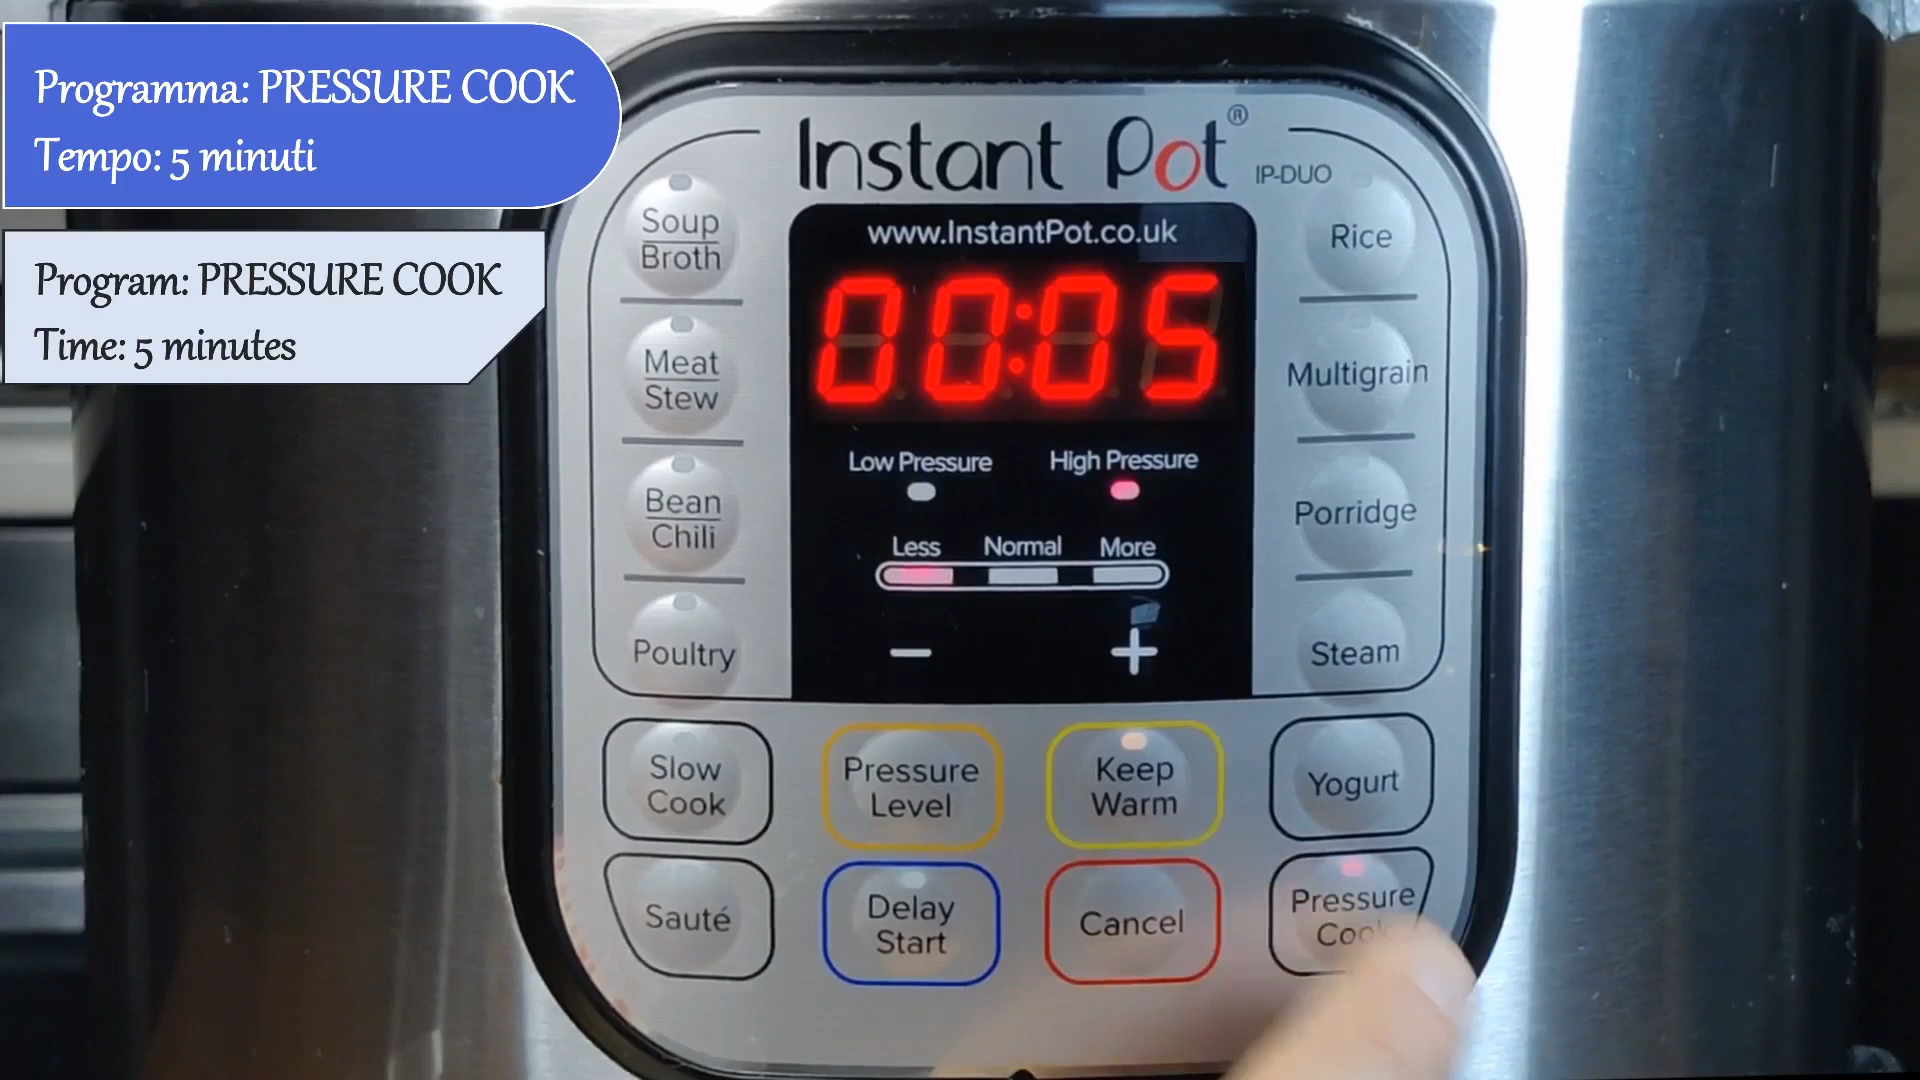 Programma: PRESSURE COOK
Tempo: 5 minuti
Program: PRESSURE COOK
Time: 5 minutes
Instant Pot®
IP-DUO
www.InstantPot.co.uk
00:05
Low Pressure
High Pressure
Less
Normal
More
−
+
Soup
Broth
Meat
Stew
Bean
Chili
Poultry
Rice
Multigrain
Porridge
Steam
Slow
Cook
Pressure
Level
Keep
Warm
Yogurt
Sauté
Delay
Start
Cancel
Pressure
Cook